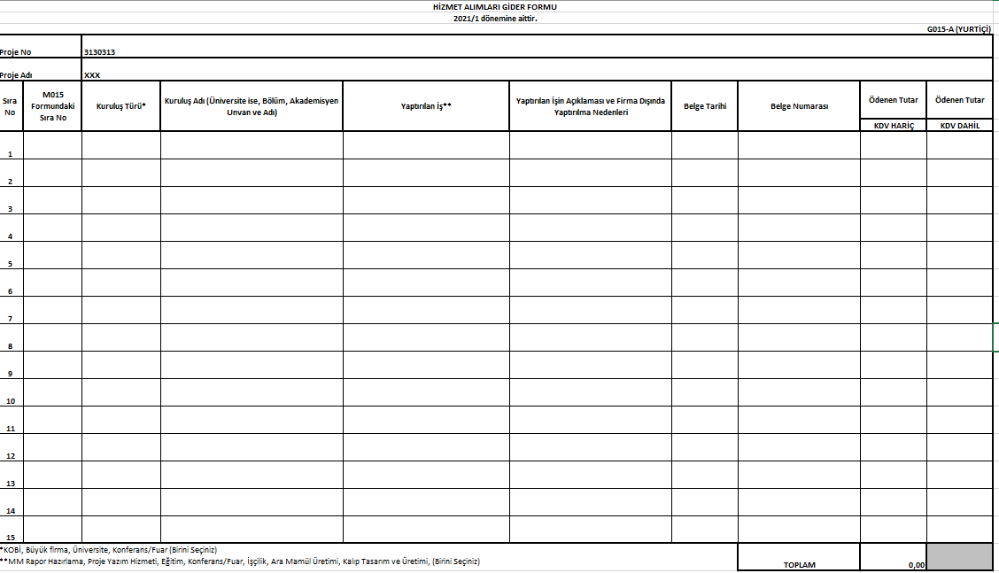 HİZMET ALIMLARI GİDER FORMU
2021/1 dönemine aittir.
G015-A (YURTİÇİ)
Proje No 3130313
Proje Adı XXX
Sıra No
M015 Formundaki Sıra No
Kuruluş Türü*
Kuruluş Adı (Üniversite ise, Bölüm, Akademisyen Unvan ve Adı)
Yaptırılan İş**
Yaptırılan İşin Açıklaması ve Firma Dışında Yaptırılma Nedenleri
Belge Tarihi
Belge Numarası
Ödenen Tutar
KDV HARİÇ
Ödenen Tutar
KDV DAHİL
1
2
3
4
5
6
7
8
9
10
11
12
13
14
15
*KOBİ, Büyük firma, Üniversite, Konferans/Fuar (Birini Seçiniz)
**MM Rapor Hazırlama, Proje Yazım Hizmeti, Eğitim, Konferans/Fuar, İşçilik, Ara Mamül Üretimi, Kalıp Tasarım ve Üretimi, (Birini Seçiniz)
TOPLAM 0,00